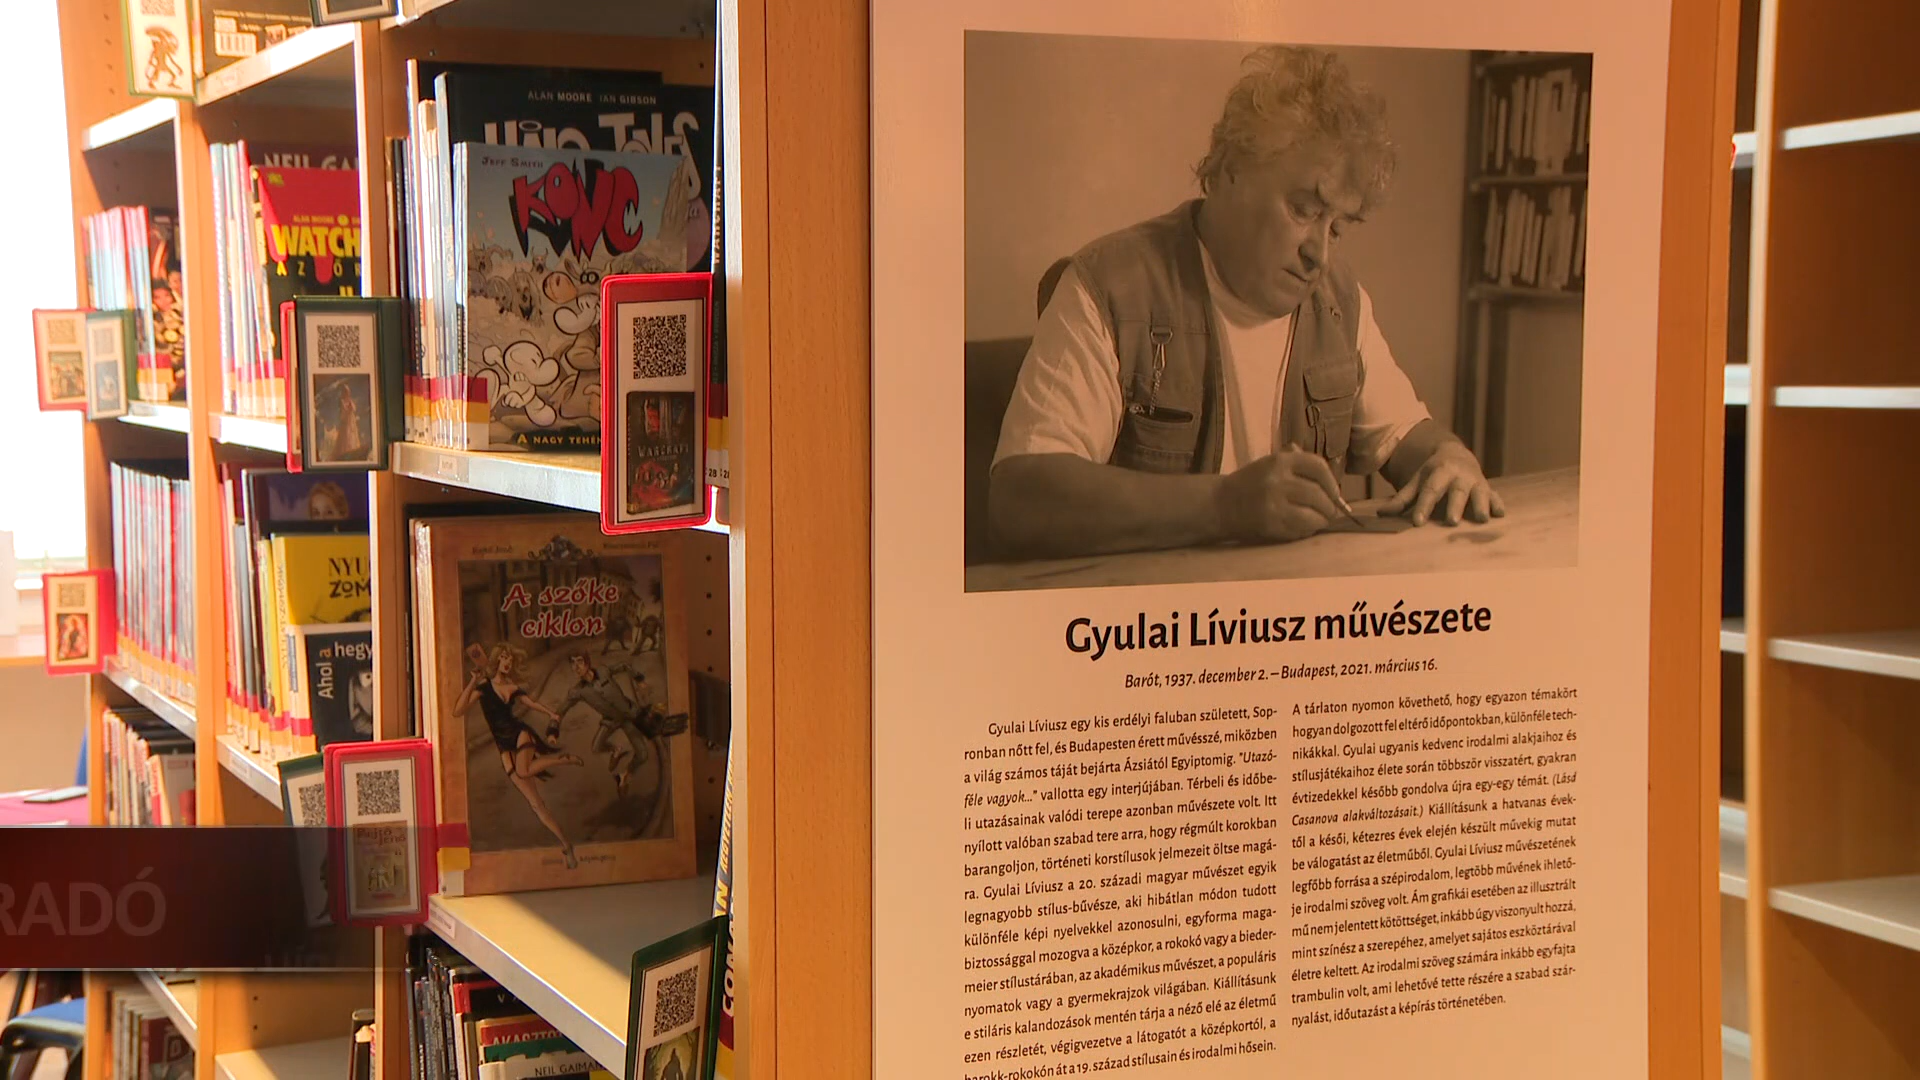 ALAN MOORE IAN GIBSON
JEFF SMITH
KONC
A NAGY TEHÉN
NEIL GAI
ALAN MOORE
WATCH
AZ ŐR
WARCRAFT
NYU
ZOM
Ahol a hegy
A szőke
ciklon
RADÓ
Rejtő
Jenő
AKASZTÓ
NEIL GAIMAN
Gyulai Líviusz művészete
Barót, 1937. december 2. – Budapest, 2021. március 16.
Gyulai Líviusz egy kis erdélyi faluban született, Sop-
ronban nőtt fel, és Budapesten érett művésszé, miközben
a világ számos táját bejárta Ázsiától Egyiptomig. "Utazó-
féle vagyok..." vallotta egy interjújában. Térbeli és időbe-
li utazásainak valódi terepe azonban művészete volt. Itt
nyílott valóban szabad tere arra, hogy régmúlt korokban
barangoljon, történeti korstílusok jelmezeit öltse magá-
ra. Gyulai Líviusz a 20. századi magyar művészet egyik
legnagyobb stílus-bűvésze, aki hibátlan módon tudott
különféle képi nyelvekkel azonosulni, egyforma maga-
biztossággal mozogva a középkor, a rokokó vagy a bieder-
meier stílustárában, az akadémikus művészet, a populáris
nyomatok vagy a gyermekrajzok világában. Kiállításunk
e stiláris kalandozások mentén tárja a néző elé az életmű
ezen részletét, végigvezetve a látogatót a középkortól, a
barokk-rokokón át a 19. század stílusain és irodalmi hősein.
A tárlaton nyomon követhető, hogy egyazon témakört
hogyan dolgozott fel eltérő időpontokban, különféle tech-
nikákkal. Gyulai ugyanis kedvenc irodalmi alakjaihoz és
stílusjátékaihoz élete során többször visszatért, gyakran
évtizedekkel később gondolva újra egy-egy témát. (Lásd
Casanova alakváltozásait.) Kiállításunk a hatvanas évek-
től a késői, kétezres évek elején készült művekig mutat
be válogatást az életműből. Gyulai Líviusz művészetének
legfőbb forrása a szépirodalom, legtöbb művének ihlető-
je irodalmi szöveg volt. Ám grafikái esetében az illusztrált
mű nem jelentett kötöttséget, inkább úgy viszonyult hozzá,
mint színész a szerepéhez, amelyet sajátos eszköztárával
életre keltett. Az irodalmi szöveg számára inkább egyfajta
trambulin volt, ami lehetővé tette részére a szabad szár-
nyalást, időutazást a képírás történetében.